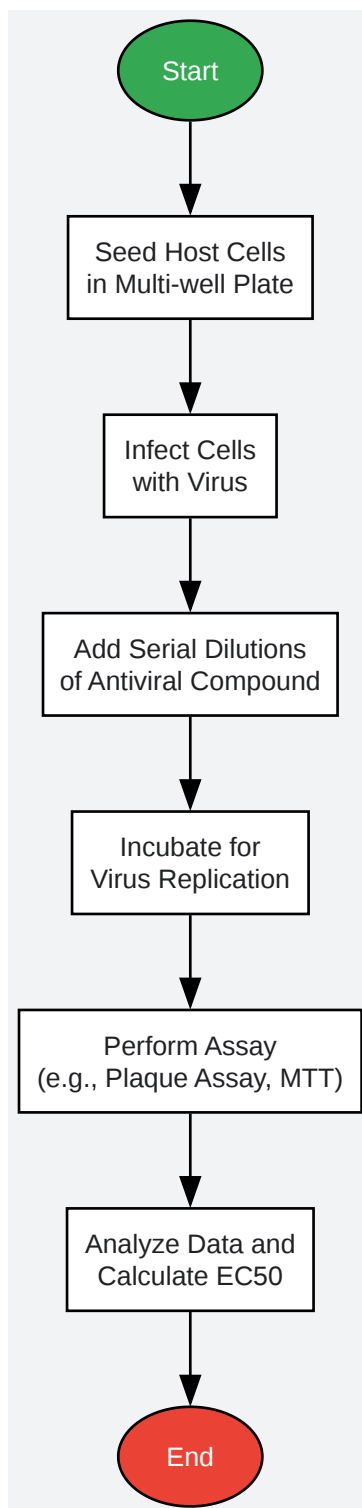 Start
Seed Host Cells
in Multi-well Plate
Infect Cells
with Virus
Add Serial Dilutions
of Antiviral Compound
Incubate for
Virus Replication
Perform Assay
(e.g., Plaque Assay, MTT)
Analyze Data and
Calculate EC50
End